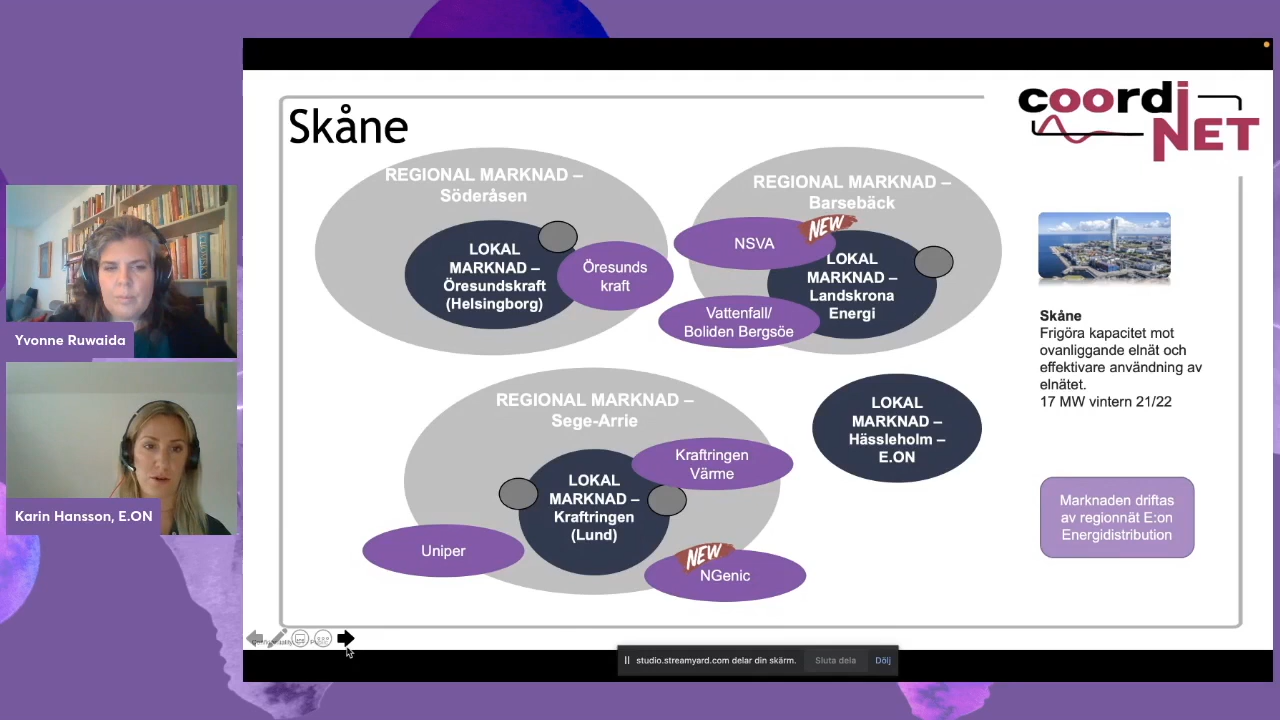 coordi
NET
Skåne
REGIONAL MARKNAD –
Söderåsen
LOKAL
MARKNAD –
Öresundskraft
(Helsingborg)
Öresunds
kraft
REGIONAL MARKNAD –
Barsebäck
NEW
NSVA
LOKAL
MARKNAD –
Landskrona
Energi
Vattenfall/
Boliden Bergsöe
REGIONAL MARKNAD –
Sege-Arrie
Kraftringen
Värme
LOKAL
MARKNAD –
Kraftringen
(Lund)
Uniper
NEW
NGenic
LOKAL
MARKNAD –
Hässleholm –
E.ON
Skåne
Frigöra kapacitet mot
ovanliggande elnät och
effektivare användning av
elnätet.
17 MW vintern 21/22
Marknaden driftas
av regionnät E:on
Energidistribution
Yvonne Ruwaida
Karin Hansson, E.ON
studio.streamyard.com delar din skärm.
Sluta dela
Dölj